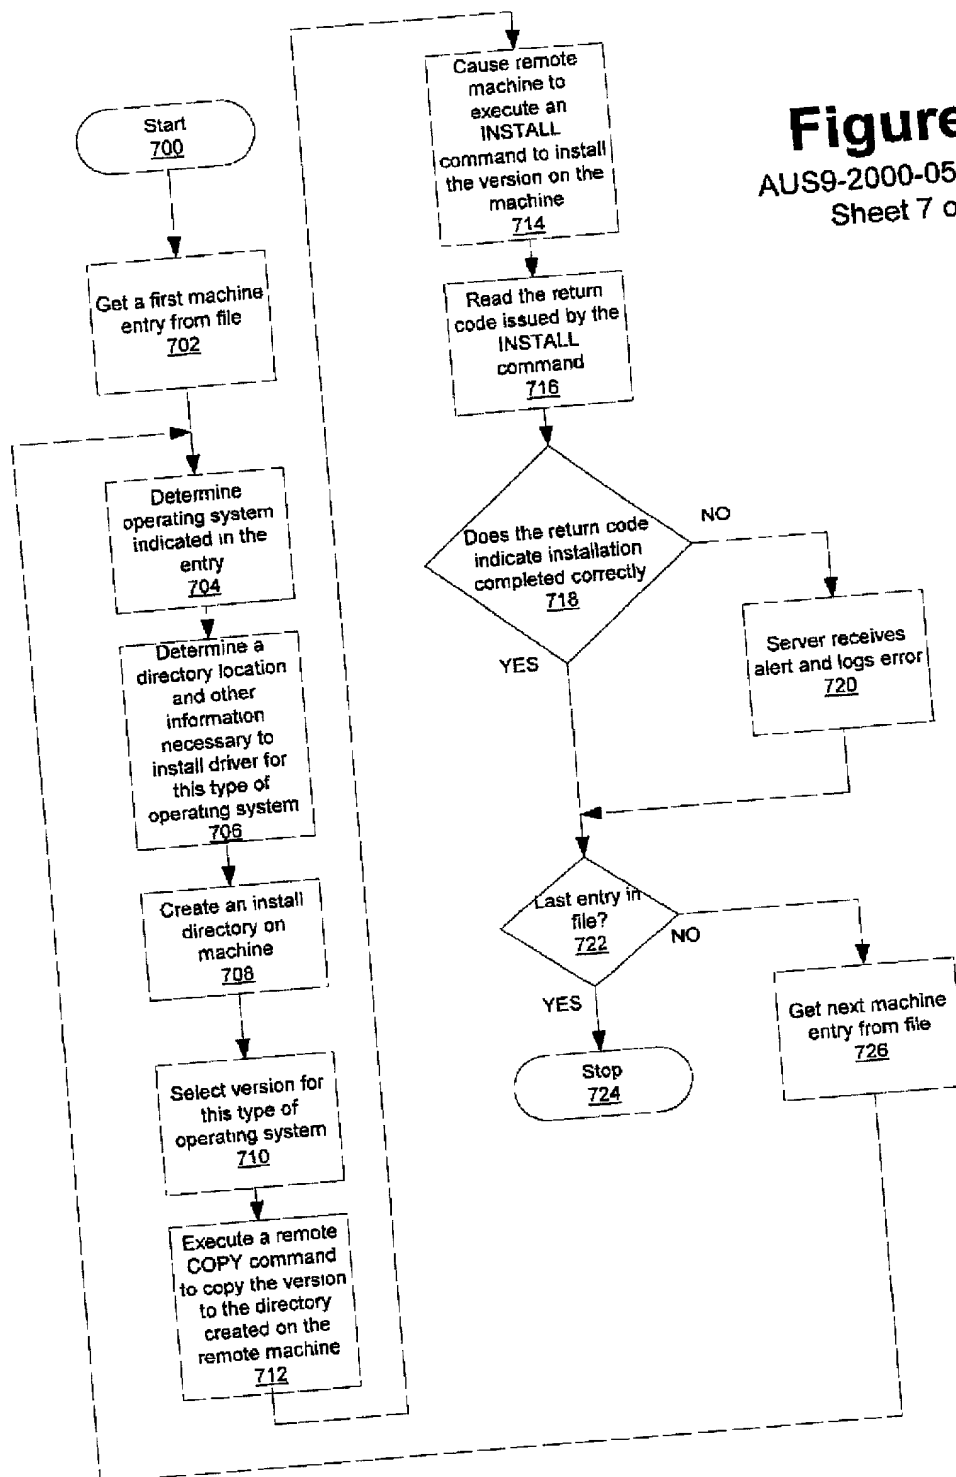 Figure
AUS9-2000-05
Sheet 7 o
Start
700
Get a first machine
entry from file
702
Determine
operating system
indicated in the
entry
704
Determine a
directory location
and other
information
necessary to
install driver for
this type of
operating system
706
Create an install
directory on
machine
708
Select version for
this type of
operating system
710
Execute a remote
COPY command
to copy the version
to the directory
created on the
remote machine
712
Cause remote
machine to
execute an
INSTALL
command to install
the version on the
machine
714
Read the return
code issued by the
INSTALL
command
716
Does the return code
indicate installation
completed correctly
718
NO
YES
Server receives
alert and logs error
720
Last entry in
file?
722
NO
YES
Stop
724
Get next machine
entry from file
726